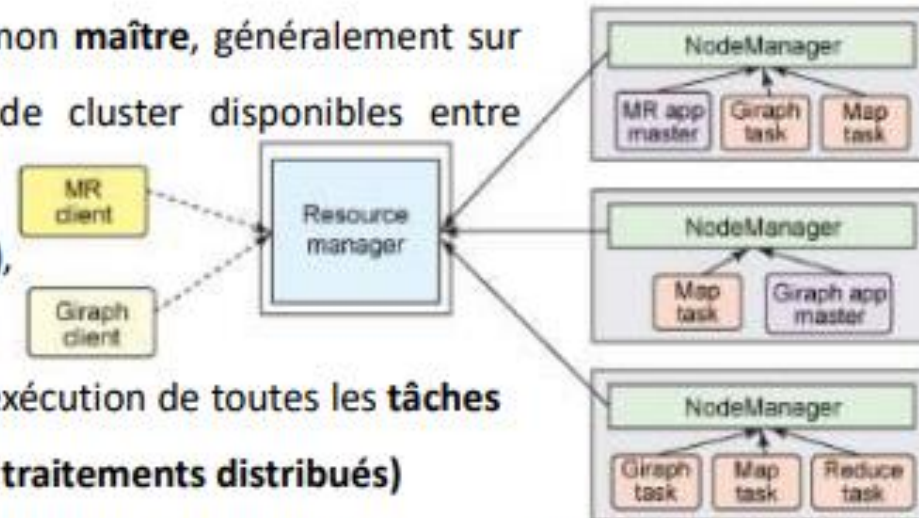 mon maître, généralement sur
de cluster disponibles entre
,
exécution de toutes les tâches
traitements distribués)
MR
client
Giraph
client
Resource
manager
NodeManager
MR app
master
Giraph
task
Map
task
NodeManager
Map
task
Giraph app
master
NodeManager
Giraph
task
Map
task
Reduce
task